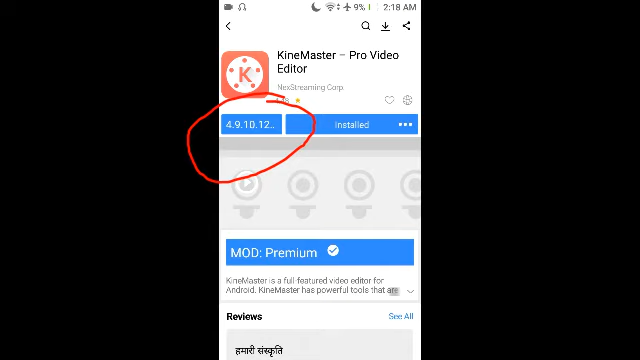 9% 2:18 AM
KineMaster – Pro Video
Editor
NexStreaming Corp.
4.9.10.12.. Installed
MOD: Premium
KineMaster is a full-featured video editor for
Android. KineMaster has powerful tools that are
Reviews See All
हमारी संस्कृति